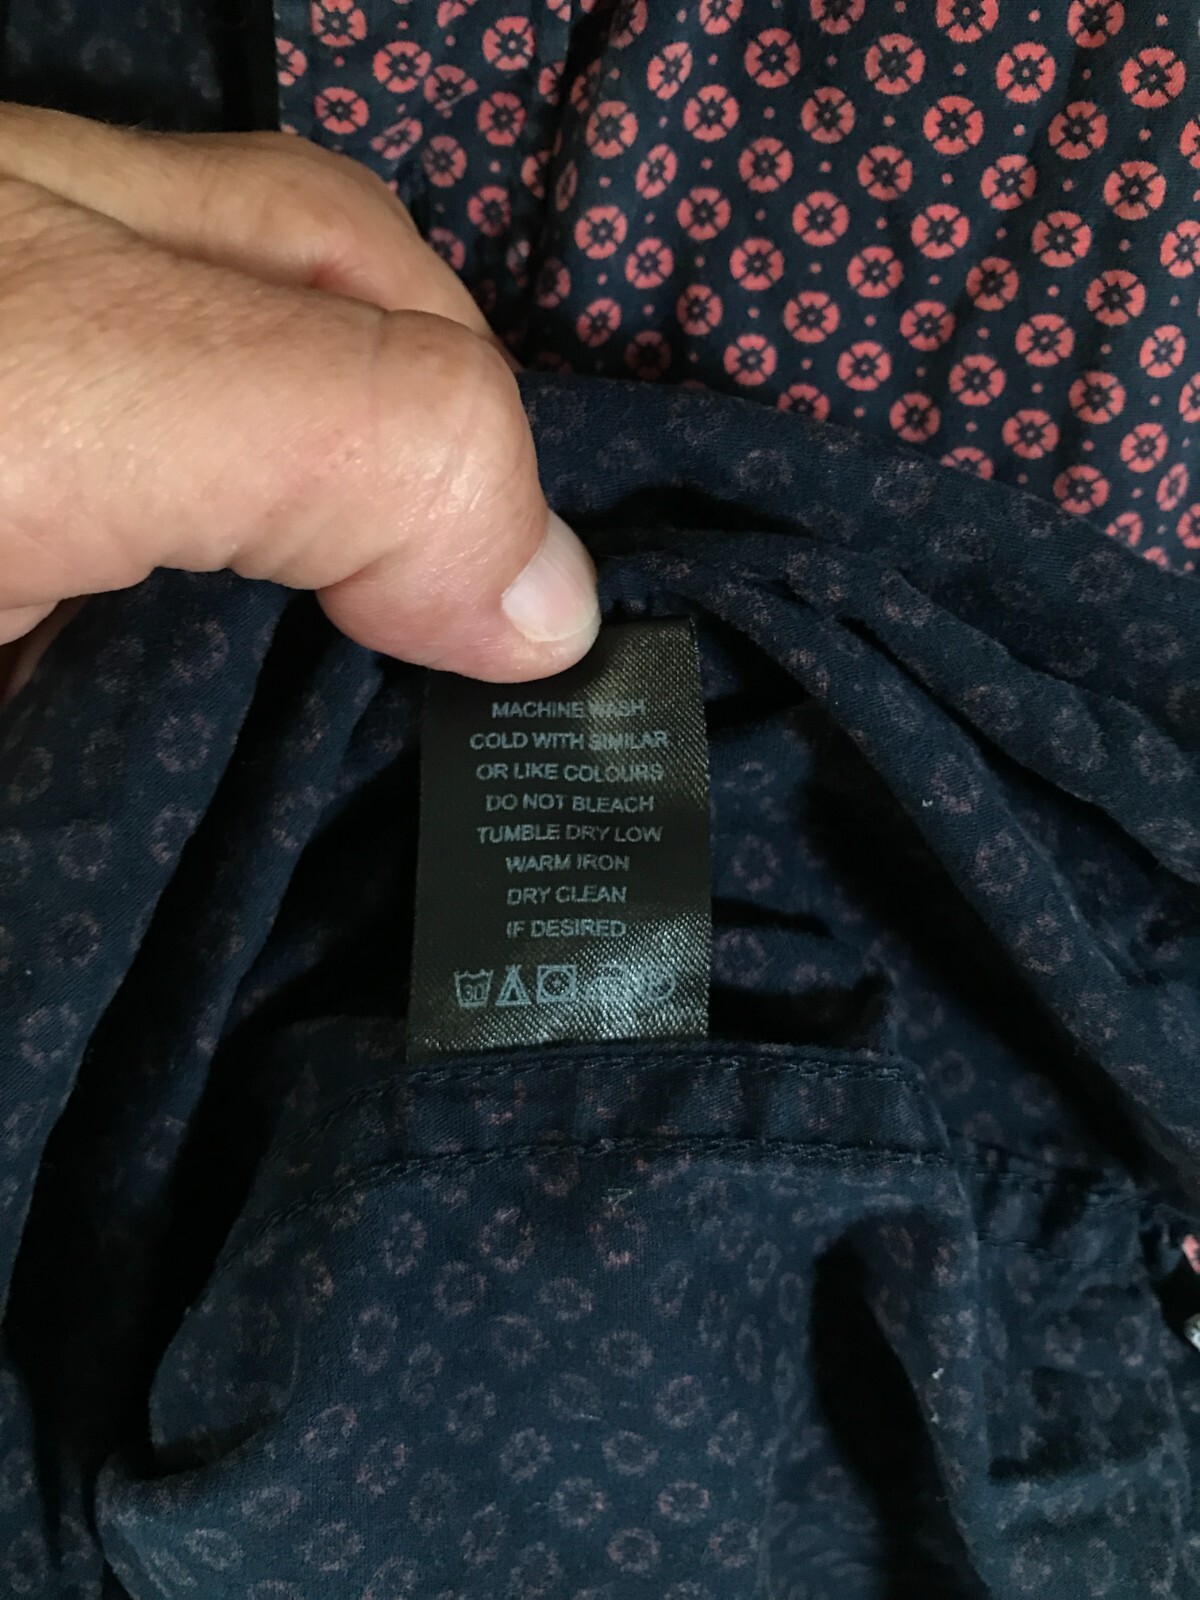 MACHINE WASH
COLD WITH SIMILAR
OR LIKE COLOURS
DO NOT BLEACH
TUMBLE DRY LOW
WARM IRON
DRY CLEAN
IF DESIRED
30